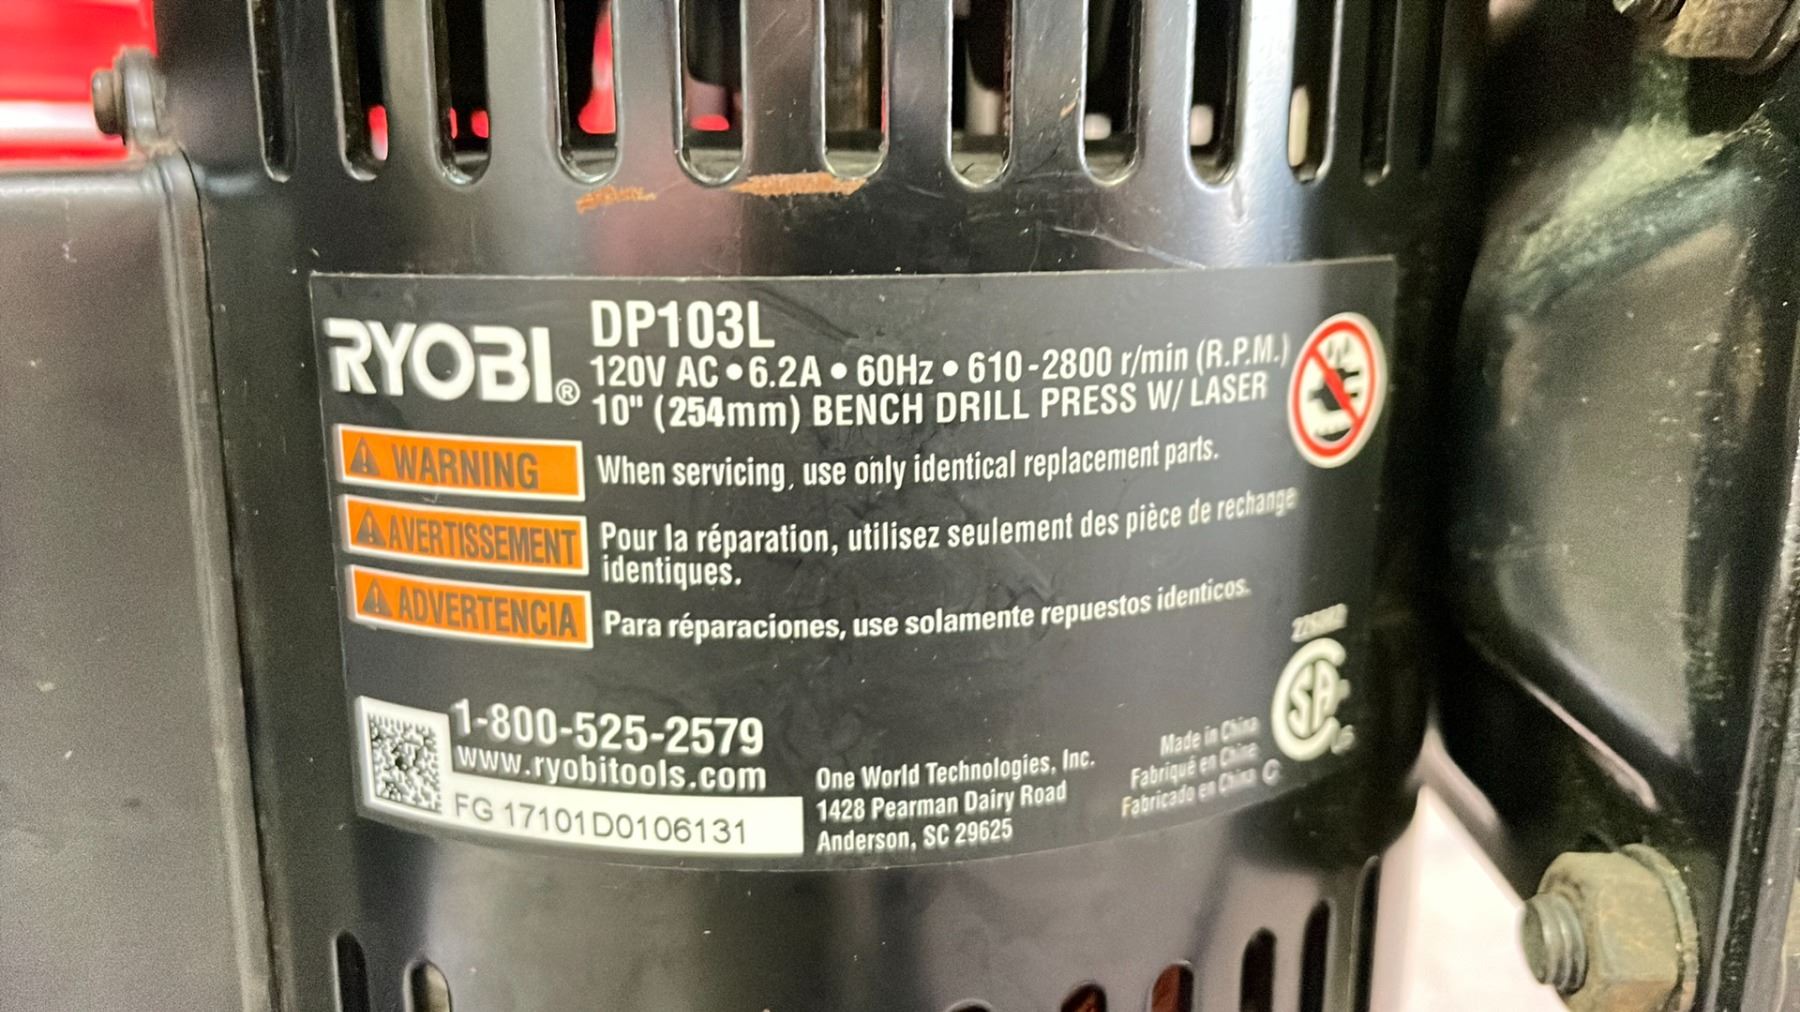 RYOBI®
DP103L
120V AC • 6.2A • 60Hz • 610-2800 r/min (R.P.M.)
10" (254mm) BENCH DRILL PRESS W/ LASER
WARNING
When servicing, use only identical replacement parts.
AVERTISSEMENT
Pour la réparation, utilisez seulement des pièce de rechange
identiques.
ADVERTENCIA
Para réparaciones, use solamente repuestos identicos.
1-800-525-2579
www.ryobitools.com
FG 17101D0106131
One World Technologies, Inc.
1428 Pearman Dairy Road
Anderson, SC 29625
Made in China
Fabriqué en Chine
Fabricado en China
C
SA
C US